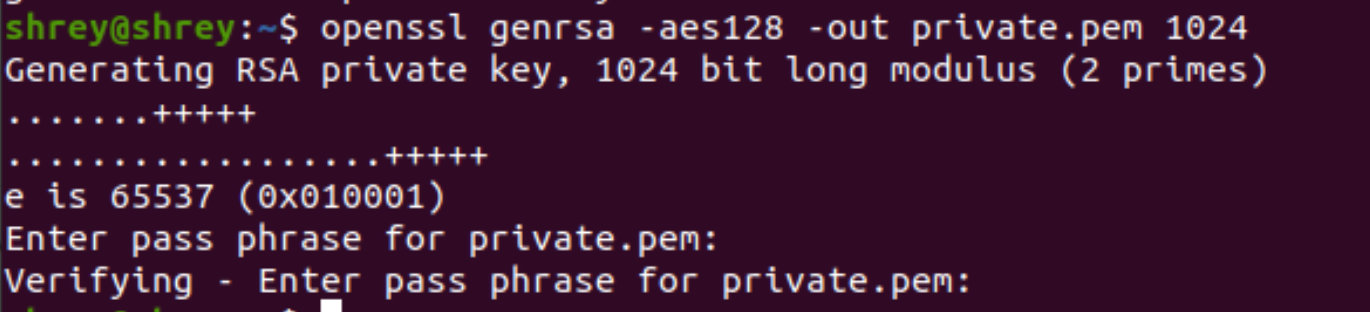 shrey@shrey:~$ openssl genrsa -aes128 -out private.pem 1024
Generating RSA private key, 1024 bit long modulus (2 primes)
.......+++++
..................+++++
e is 65537 (0x010001)
Enter pass phrase for private.pem:
Verifying - Enter pass phrase for private.pem: